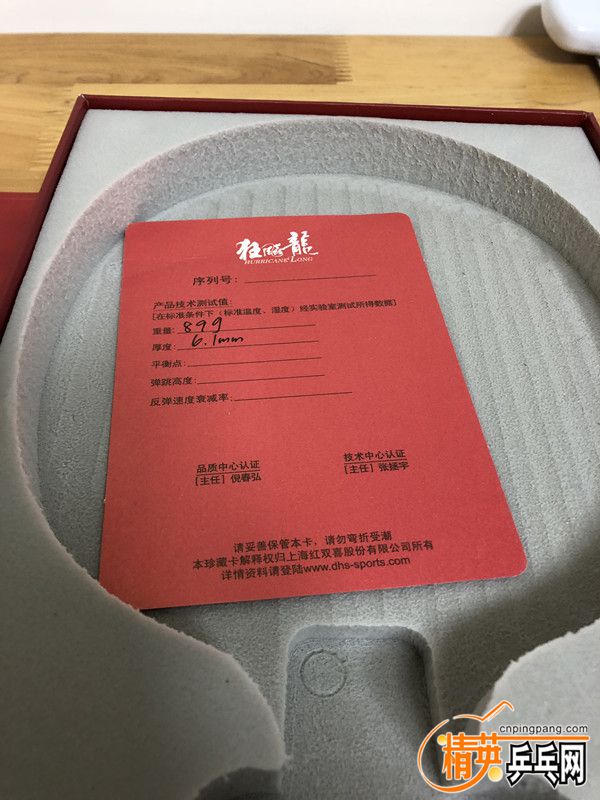 狂飚龍
HURRICANE LONG
序列号：
产品技术测试值：
[在标准条件下（标准温度、湿度）经实验室测试所得数据]
重量：89g
厚度：6.1mm
平衡点：
弹跳高度：
反弹速度衰减率：
品质中心认证
[主任] 倪春弘
技术中心认证
[主任] 张拯宇
请妥善保管本卡，请勿弯折受潮
本珍藏卡解释权归上海红双喜股份有限公司所有
详情资料请登陆www.dhs-sports.com
cnpingpang.com
精英乒乓网